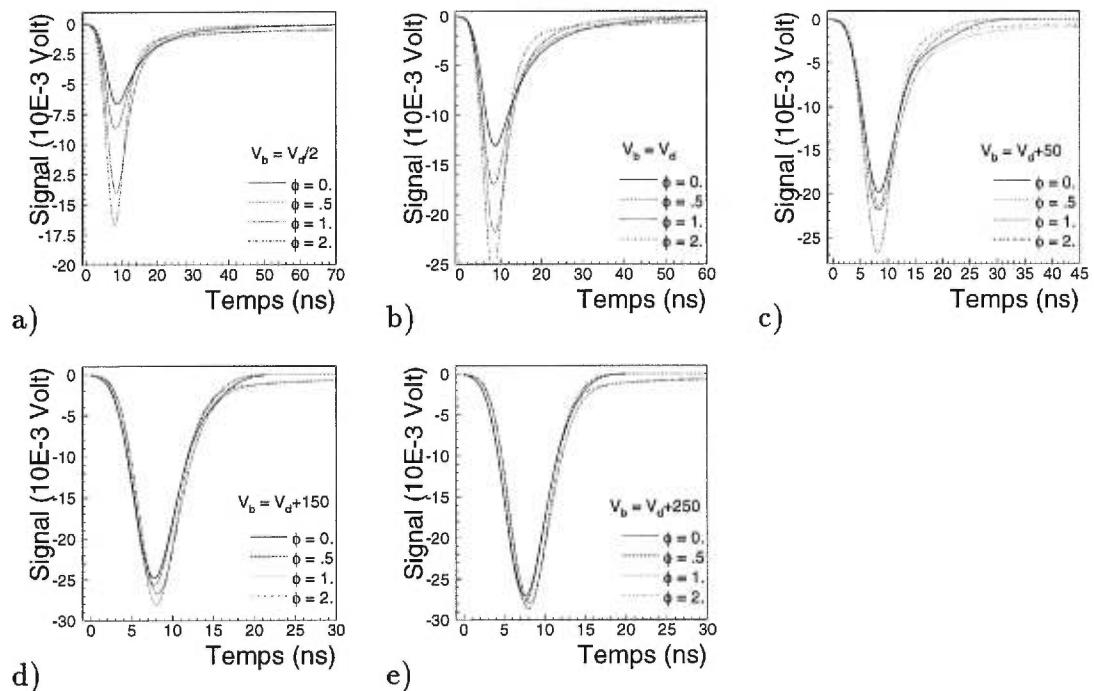 Signal (10E-3 Volt)
0
-2.5
-5
-7.5
-10
-12.5
-15
-17.5
-20
V_b = V_d/2
ϕ = 0.
ϕ = .5
ϕ = 1.
ϕ = 2.
0 10 20 30 40 50 60 70
Temps (ns)
a)
Signal (10E-3 Volt)
0
-5
-10
-15
-20
-25
V_b = V_d
ϕ = 0.
ϕ = .5
ϕ = 1.
ϕ = 2.
0 10 20 30 40 50 60
Temps (ns)
b)
Signal (10E-3 Volt)
0
-5
-10
-15
-20
-25
V_b = V_d+50
ϕ = 0.
ϕ = .5
ϕ = 1.
ϕ = 2.
0 5 10 15 20 25 30 35 40 45
Temps (ns)
c)
Signal (10E-3 Volt)
0
-5
-10
-15
-20
-25
-30
V_b = V_d+150
ϕ = 0.
ϕ = .5
ϕ = 1.
ϕ = 2.
0 5 10 15 20 25 30
Temps (ns)
d)
Signal (10E-3 Volt)
0
-5
-10
-15
-20
-25
-30
V_b = V_d+250
ϕ = 0.
ϕ = .5
ϕ = 1.
ϕ = 2.
0 5 10 15 20 25 30
Temps (ns)
e)